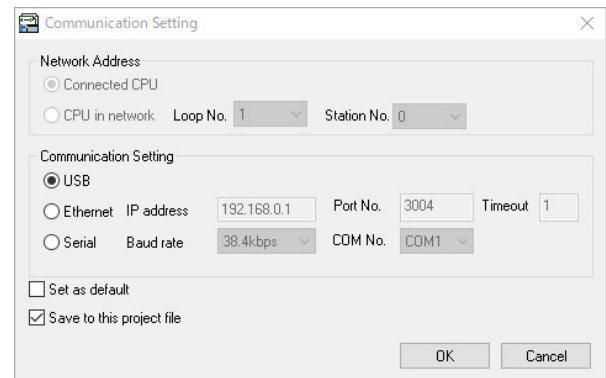 Communication Setting
Network Address
Connected CPU
CPU in network Loop No. 1 Station No. 0
Communication Setting
USB
Ethernet IP address 192.168.0.1 Port No. 3004 Timeout 1
Serial Baud rate 38.4kbps COM No. COM1
Set as default
Save to this project file
OK Cancel